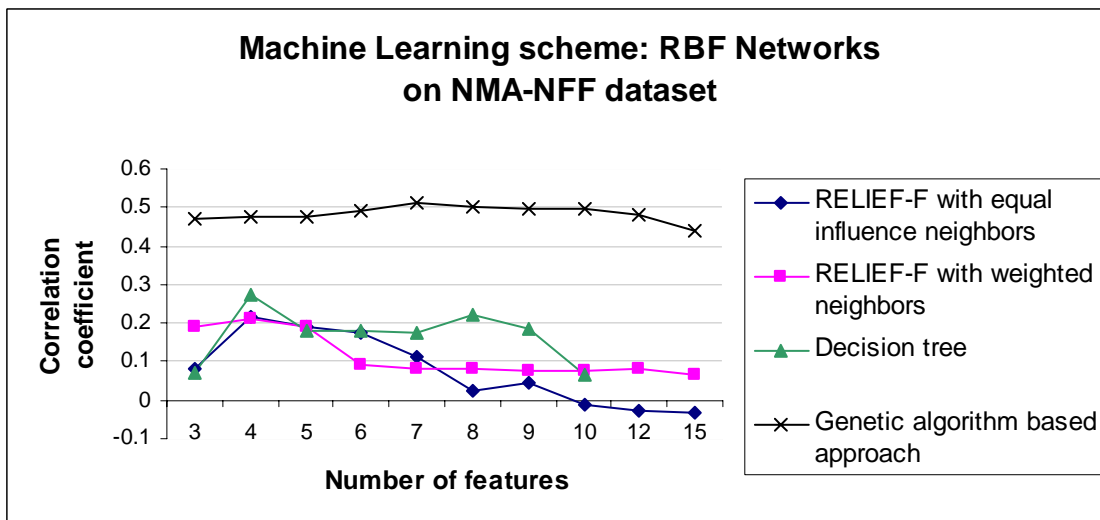 Machine Learning scheme: RBF Networks
on NMA-NFF dataset
Correlation
coefficient
0.6
0.5
0.4
0.3
0.2
0.1
0
-0.1
3 4 5 6 7 8 9 10 12 15
Number of features
RELIEF-F with equal
influence neighbors
RELIEF-F with weighted
neighbors
Decision tree
Genetic algorithm based
approach